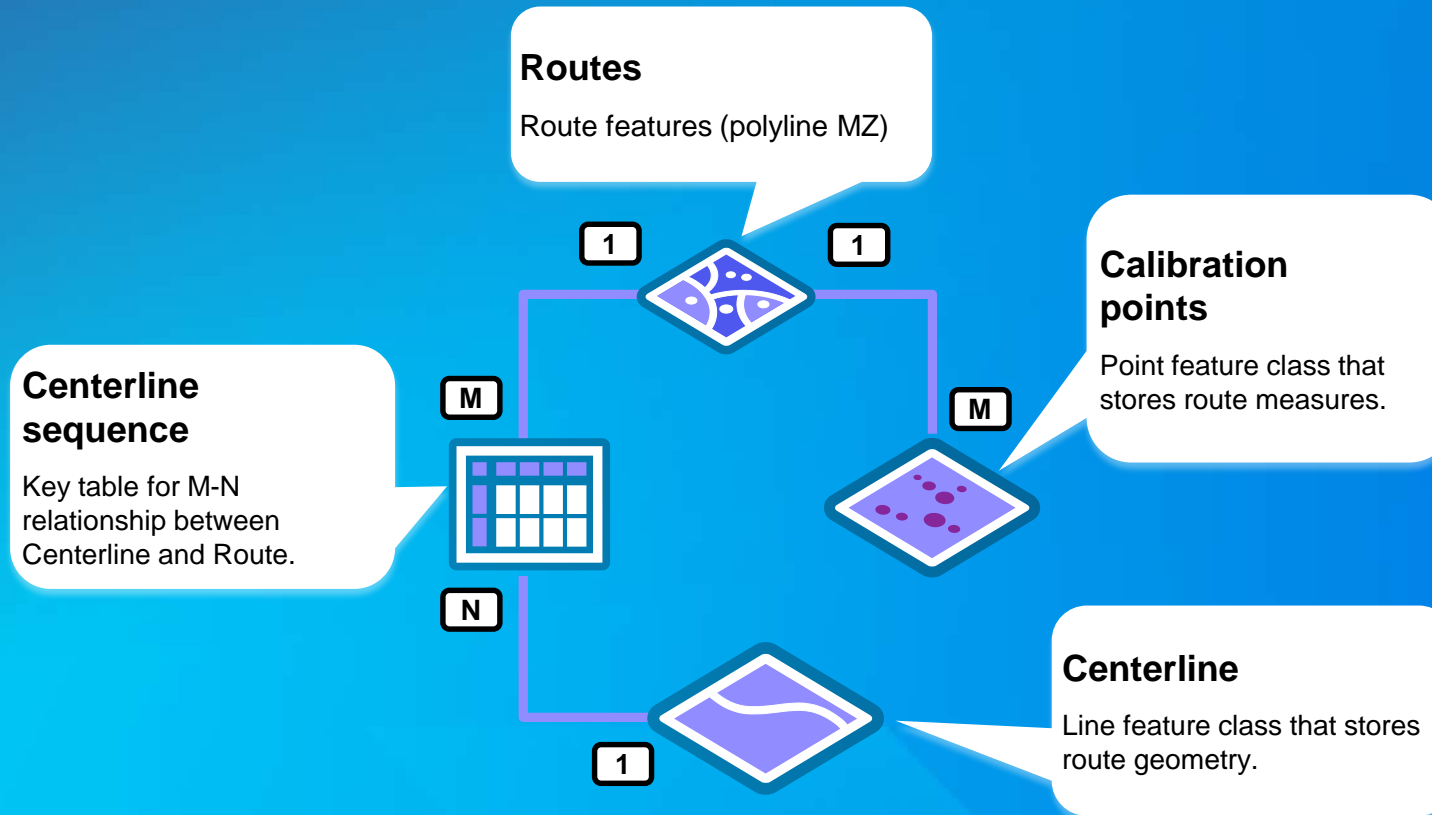 Routes
Route features (polyline MZ)
1
1
Calibration
points
Point feature class that
stores route measures.
Centerline
sequence
Key table for M-N
relationship between
Centerline and Route.
M
M
N
Centerline
Line feature class that stores
route geometry.
1